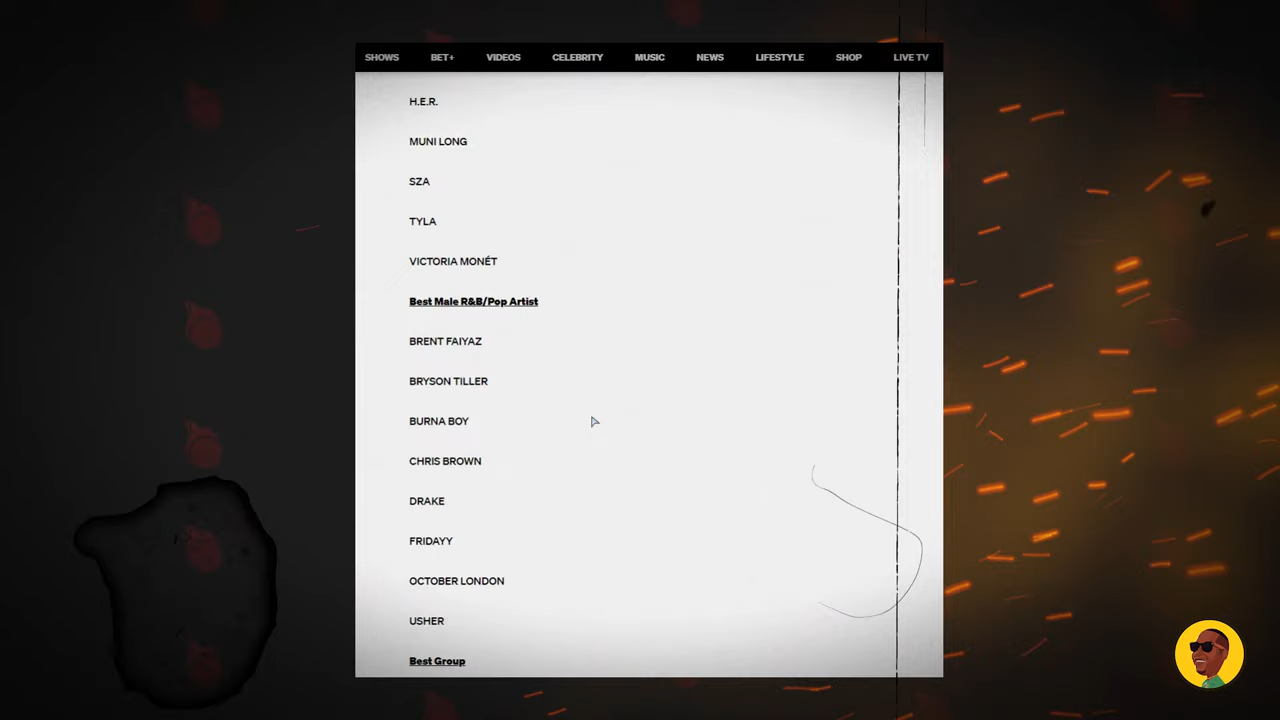 SHOWS BET+ VIDEOS CELEBRITY MUSIC NEWS LIFESTYLE SHOP LIVE TV
H.E.R.
MUNI LONG
SZA
TYLA
VICTORIA MONÉT
Best Male R&B/Pop Artist
BRENT FAIYAZ
BRYSON TILLER
BURNA BOY
CHRIS BROWN
DRAKE
FRIDAYY
OCTOBER LONDON
USHER
Best Group